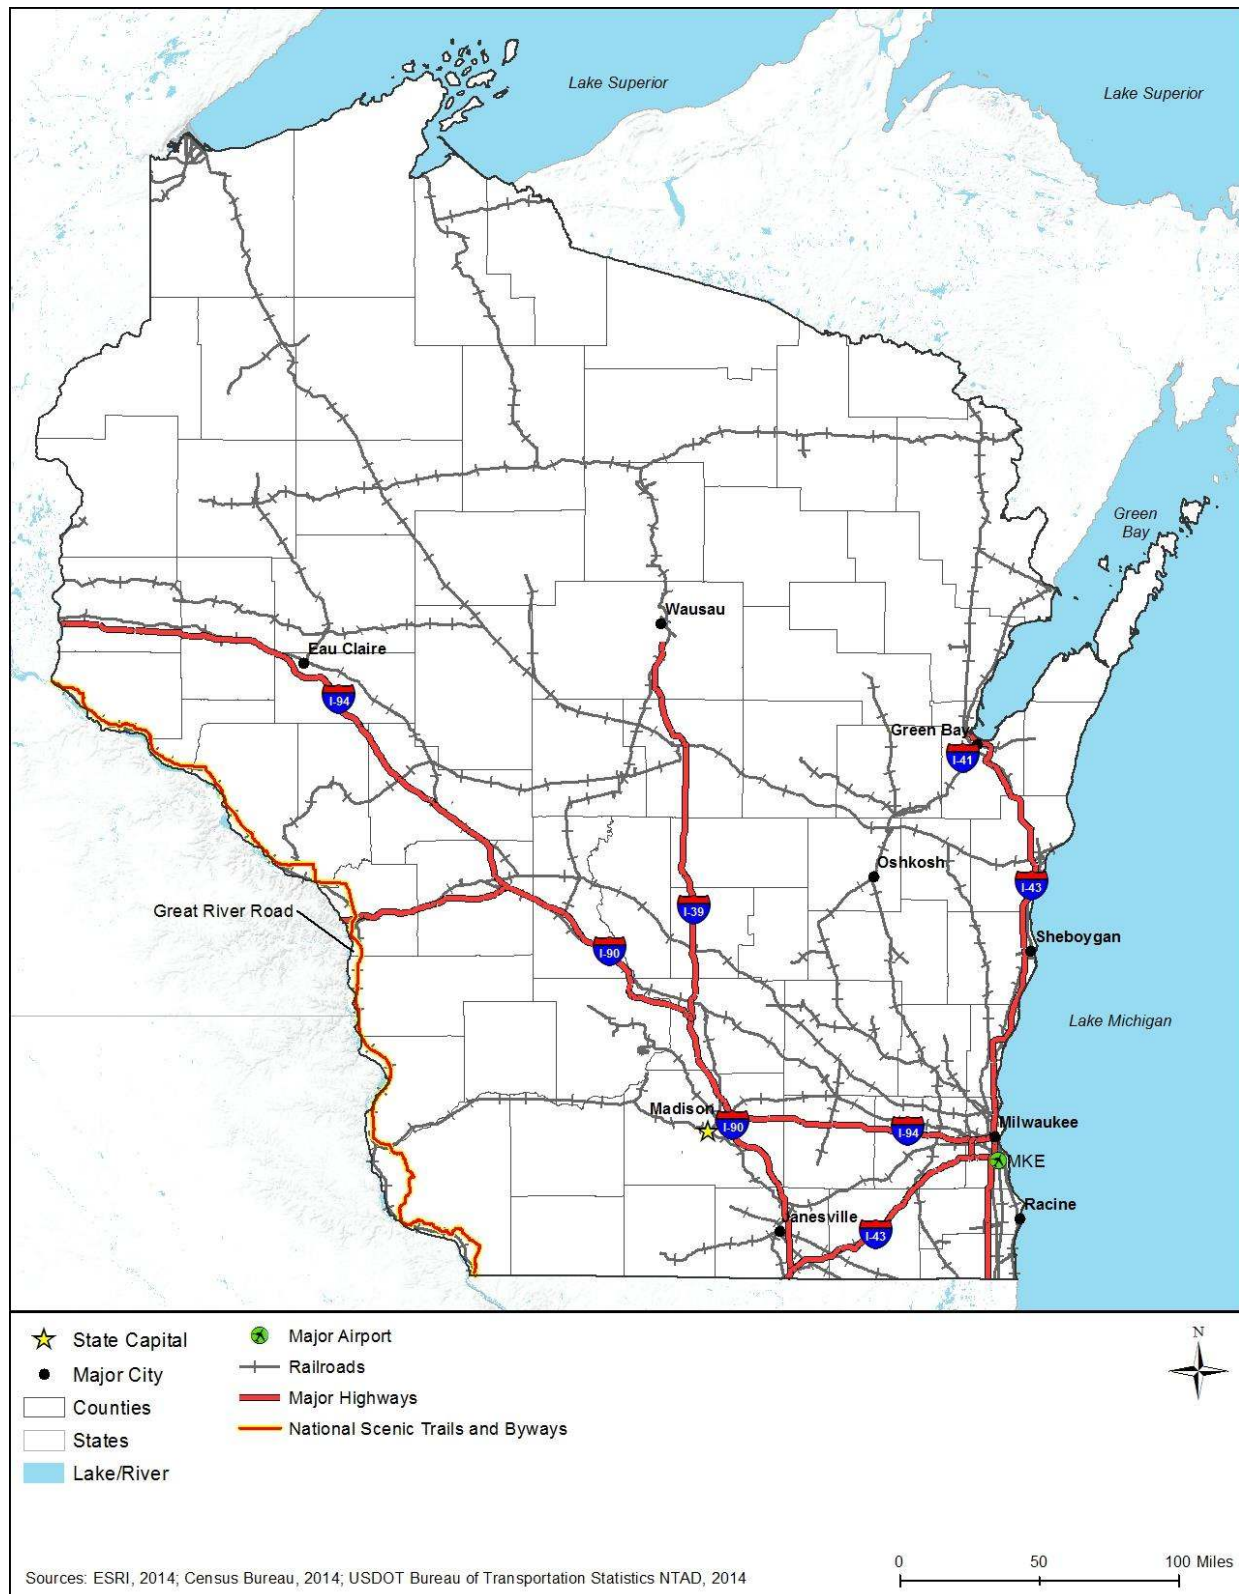 Lake Superior
Lake Superior
Green
Bay
Wausau
Eau Claire
I-94
Green Bay
I-41
Oshkosh
I-43
Great River Road
I-39
Sheboygan
I-90
Lake Michigan
Madison
I-90
I-94
Milwaukee
MKE
Racine
Janesville
I-43
State Capital
Major City
Counties
States
Lake/River
Major Airport
Railroads
Major Highways
National Scenic Trails and Byways
N
0 50 100 Miles
Sources: ESRI, 2014; Census Bureau, 2014; USDOT Bureau of Transportation Statistics NTAD, 2014